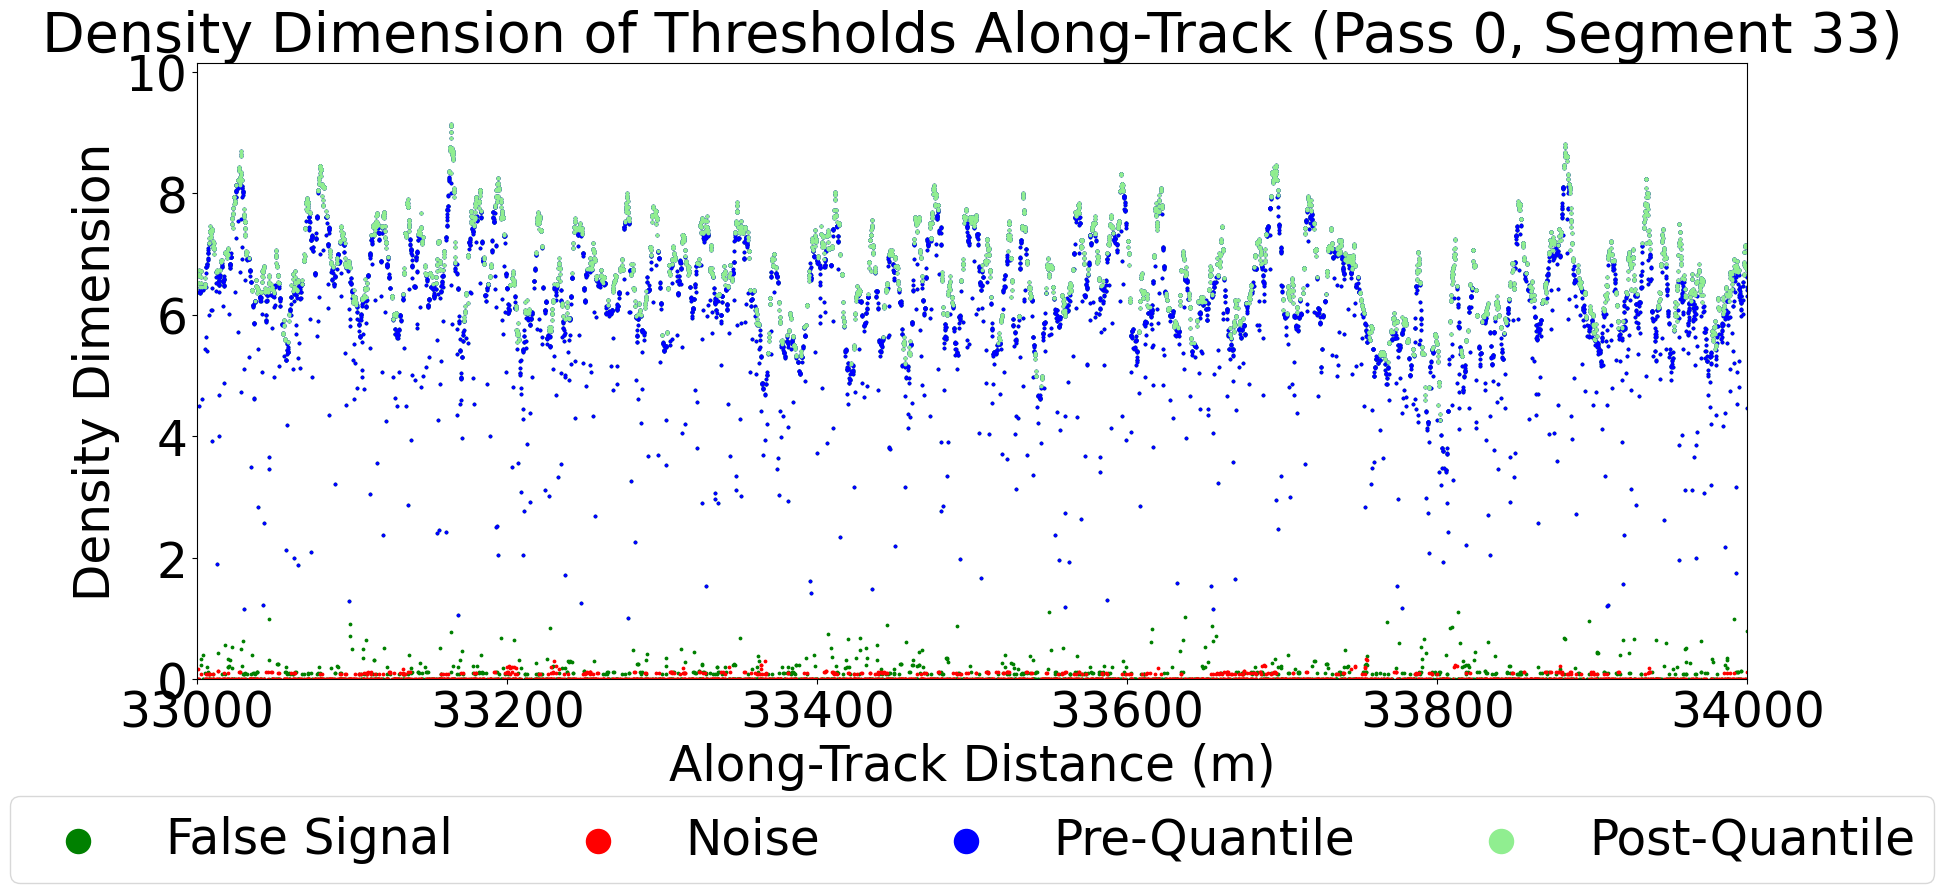 Density Dimension of Thresholds Along-Track (Pass 0, Segment 33)
10
8
6
4
2
0
Density Dimension
33000 33200 33400 33600 33800 34000
Along-Track Distance (m)
False Signal Noise Pre-Quantile Post-Quantile